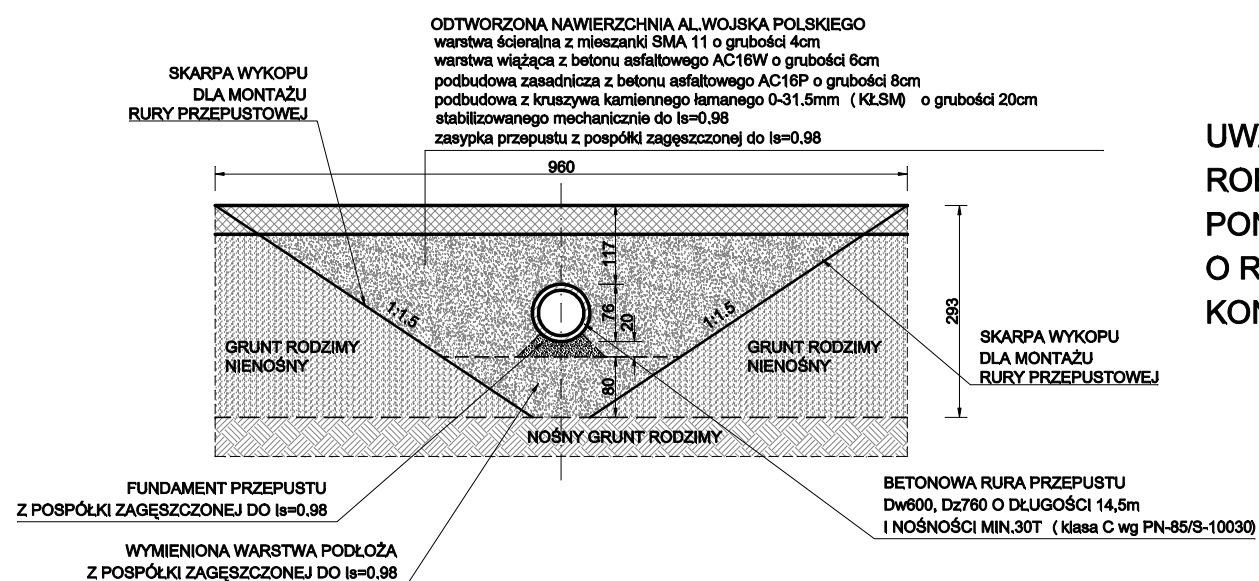 ODTWORZONA NAWIERZCHNIA AL.WOJSKA POLSKIEGO
warstwa ścieralna z mieszanki SMA 11 o grubości 4cm
warstwa wiążąca z betonu asfaltowego AC16W o grubości 6cm
podbudowa zasadnicza z betonu asfaltowego AC16P o grubości 8cm
podbudowa z kruszywa kamiennego łamanego 0-31.5mm ( KŁSM) o grubości 20cm
stabilizowanego mechanicznie do Is=0.98
zasypka przepustu z pospółki zagęszczonej do Is=0.98
SKARPA WYKOPU
DLA MONTAŻU
RURY PRZEPUSTOWEJ
960
117
76
20
80
293
1:1.5
1:1.5
GRUNT RODZIMY
NIENOŚNY
GRUNT RODZIMY
NIENOŚNY
SKARPA WYKOPU
DLA MONTAŻU
RURY PRZEPUSTOWEJ
NOŚNY GRUNT RODZIMY
FUNDAMENT PRZEPUSTU
Z POSPÓŁKI ZAGĘSZCZONEJ DO Is=0.98
WYMIENIONA WARSTWA PODŁOŻA
Z POSPÓŁKI ZAGĘSZCZONEJ DO Is=0.98
BETONOWA RURA PRZEPUSTU
Dw600, Dz760 O DŁUGOŚCI 14,5m
I NOŚNOŚCI MIN.30T ( klasa C wg PN-85/S-10030)
O